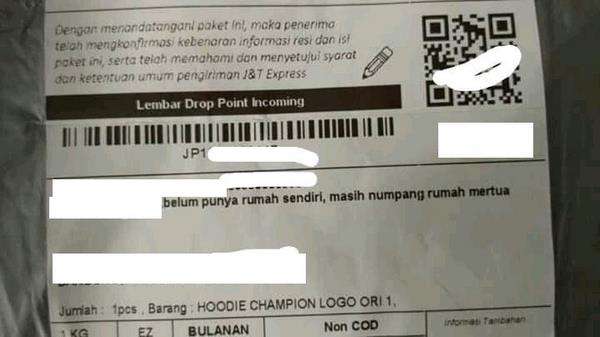 Dengan menandatangani paket ini, maka penerima
telah mengkonfirmasi kebenaran informasi resi dan isi
paket ini, serta telah memahami dan menyetujui syarat
dan ketentuan umum pengiriman J&T Express
Lembar Drop Point Incoming
JP1
,belum punya rumah sendiri, masih numpang rumah mertua
Jumlah : 1pcs , Barang : HOODIE CHAMPION LOGO ORI 1,
1 KG EZ BULANAN Non COD Informasi Tambahan